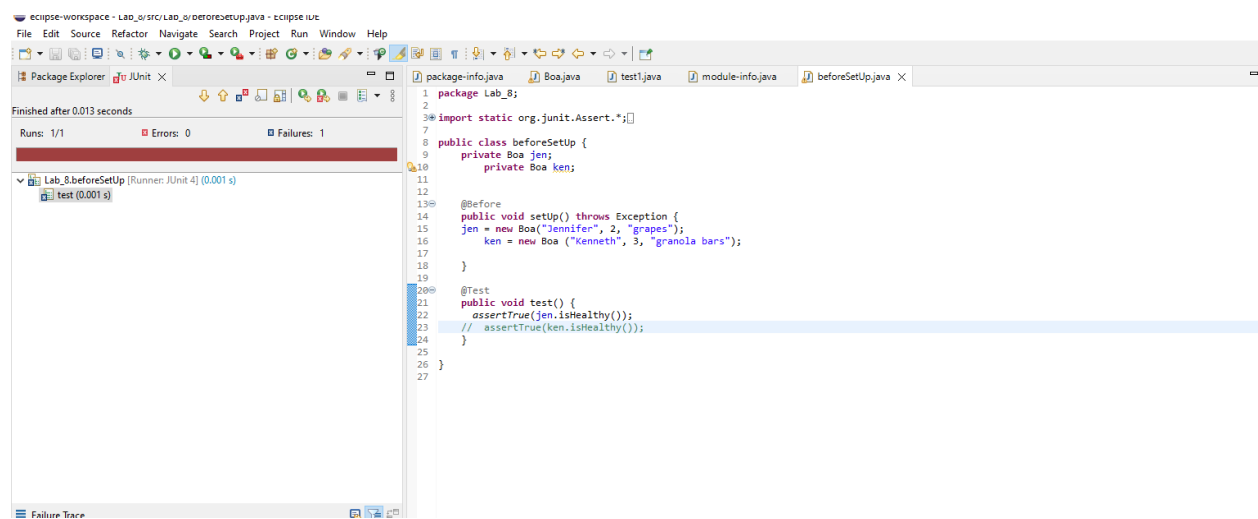 eclipse-workspace - Lab_8/src/Lab_8/beforeSetUp.java - Eclipse IDE
File Edit Source Refactor Navigate Search Project Run Window Help
Package Explorer JUnit
Finished after 0.013 seconds
Runs: 1/1 Errors: 0 Failures: 1
Lab_8.beforeSetUp [Runner: JUnit 4] (0.001 s)
test (0.001 s)
Failure Trace
package-info.java Boa.java test1.java module-info.java beforeSetUp.java
1 package Lab_8;
2
3 import static org.junit.Assert.*;
7
8 public class beforeSetUp {
9 private Boa jen;
10 private Boa ken;
11
12
13 @Before
14 public void setUp() throws Exception {
15 jen = new Boa("Jennifer", 2, "grapes");
16 ken = new Boa ("Kenneth", 3, "granola bars");
17
18 }
19
20 @Test
21 public void test() {
22 assertTrue(jen.isHealthy());
23 // assertTrue(ken.isHealthy());
24 }
25
26 }
27